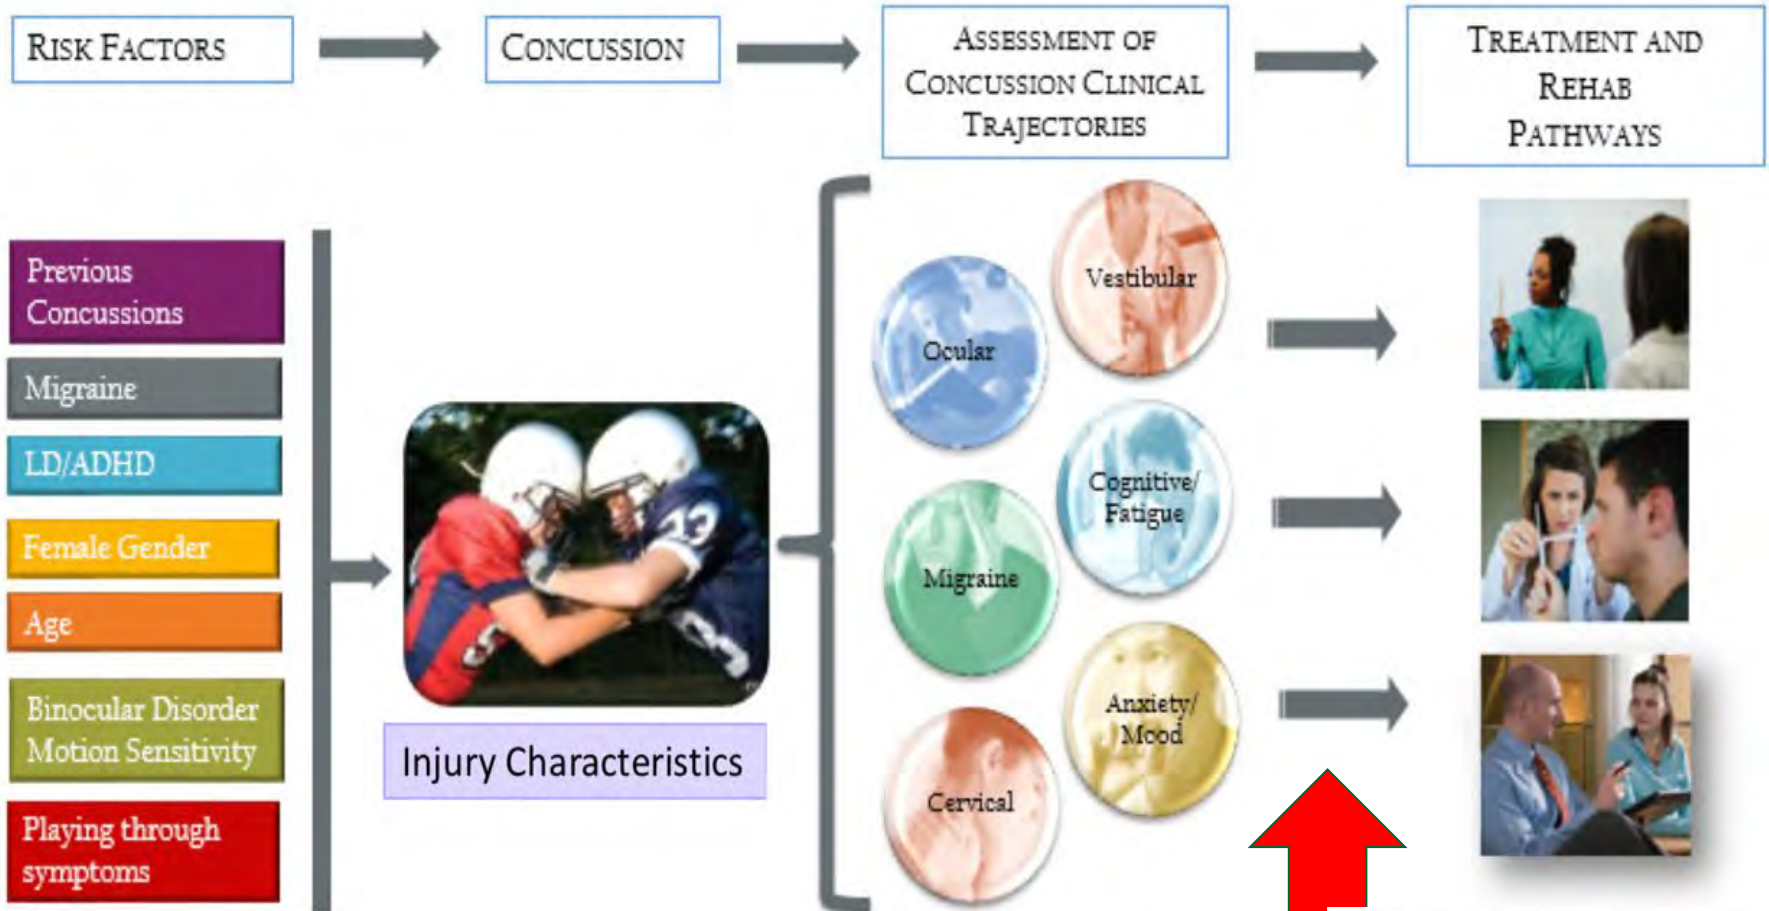 RISK FACTORS
CONCUSSION
ASSESSMENT OF
CONCUSSION CLINICAL
TRAJECTORIES
TREATMENT AND
REHAB
PATHWAYS
Previous
Concussions
Migraine
LD/ADHD
Female Gender
Age
Binocular Disorder
Motion Sensitivity
Playing through
symptoms
23
Injury Characteristics
Vestibular
Ocular
Cognitive/
Fatigue
Migraine
Anxiety/
Mood
Cervical